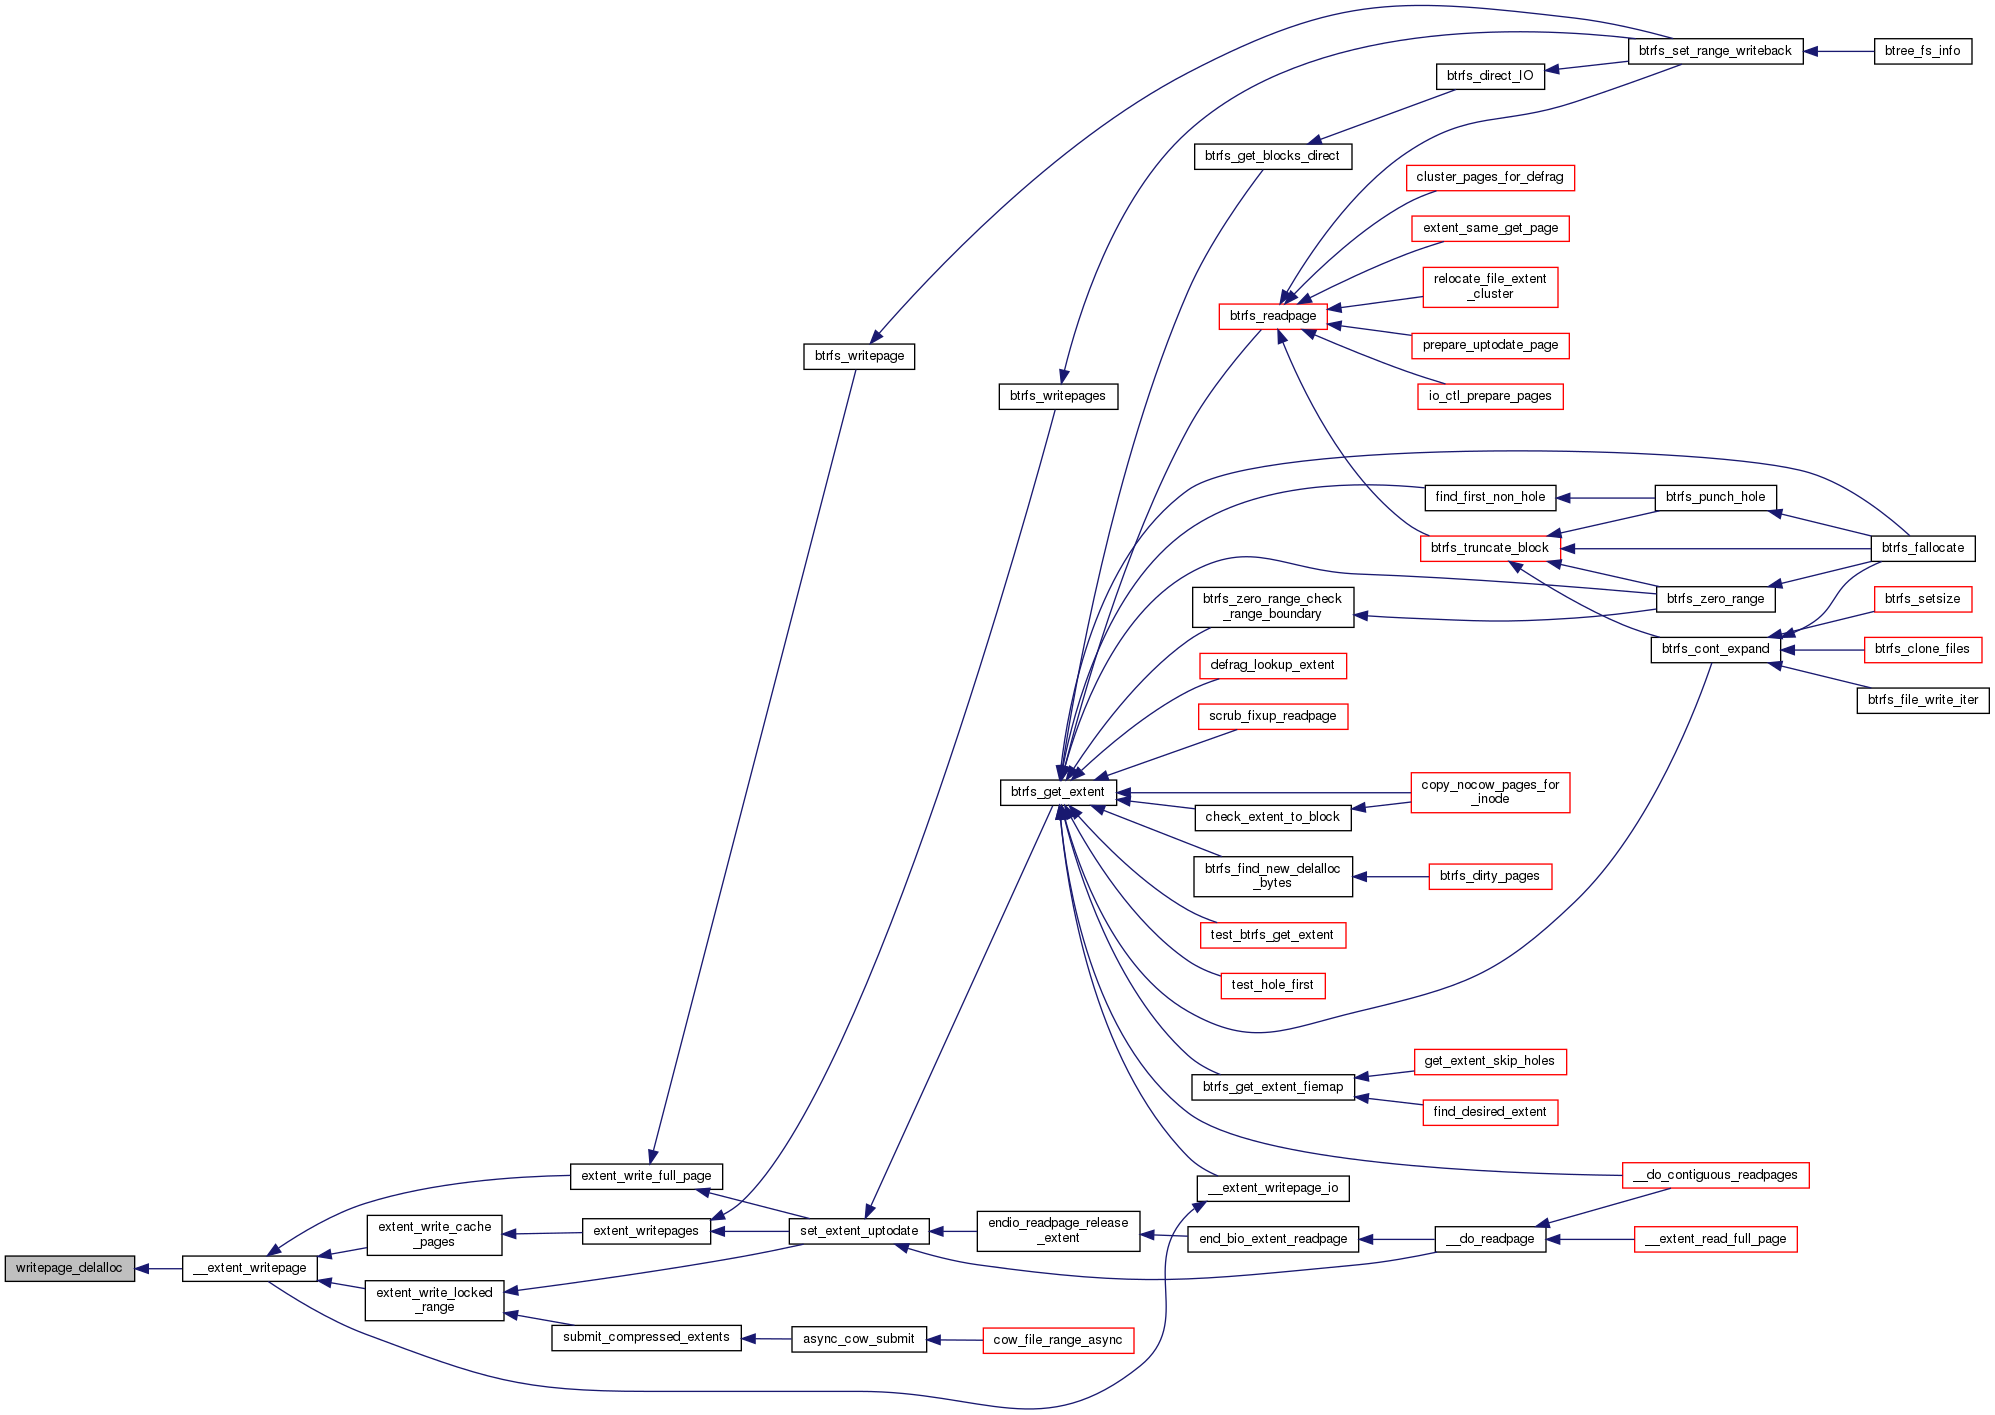 btrfs_set_range_writeback
btree_fs_info
btrfs_direct_IO
btrfs_get_blocks_direct
cluster_pages_for_defrag
extent_same_get_page
relocate_file_extent
_cluster
btrfs_readpage
prepare_uptodate_page
btrfs_writepage
btrfs_writepages
io_ctl_prepare_pages
find_first_non_hole
btrfs_punch_hole
btrfs_truncate_block
btrfs_fallocate
btrfs_zero_range_check
_range_boundary
btrfs_zero_range
btrfs_setsize
btrfs_cont_expand
btrfs_clone_files
defrag_lookup_extent
btrfs_file_write_iter
scrub_fixup_readpage
btrfs_get_extent
copy_nocow_pages_for
_inode
check_extent_to_block
btrfs_find_new_delalloc
_bytes
btrfs_dirty_pages
test_btrfs_get_extent
test_hole_first
get_extent_skip_holes
btrfs_get_extent_fiemap
find_desired_extent
extent_write_full_page
__do_contiguous_readpages
__extent_writepage_io
extent_write_cache
_pages
extent_writepages
set_extent_uptodate
endio_readpage_release
_extent
end_bio_extent_readpage
__do_readpage
__extent_read_full_page
writepage_delalloc
__extent_writepage
extent_write_locked
_range
submit_compressed_extents
async_cow_submit
cow_file_range_async